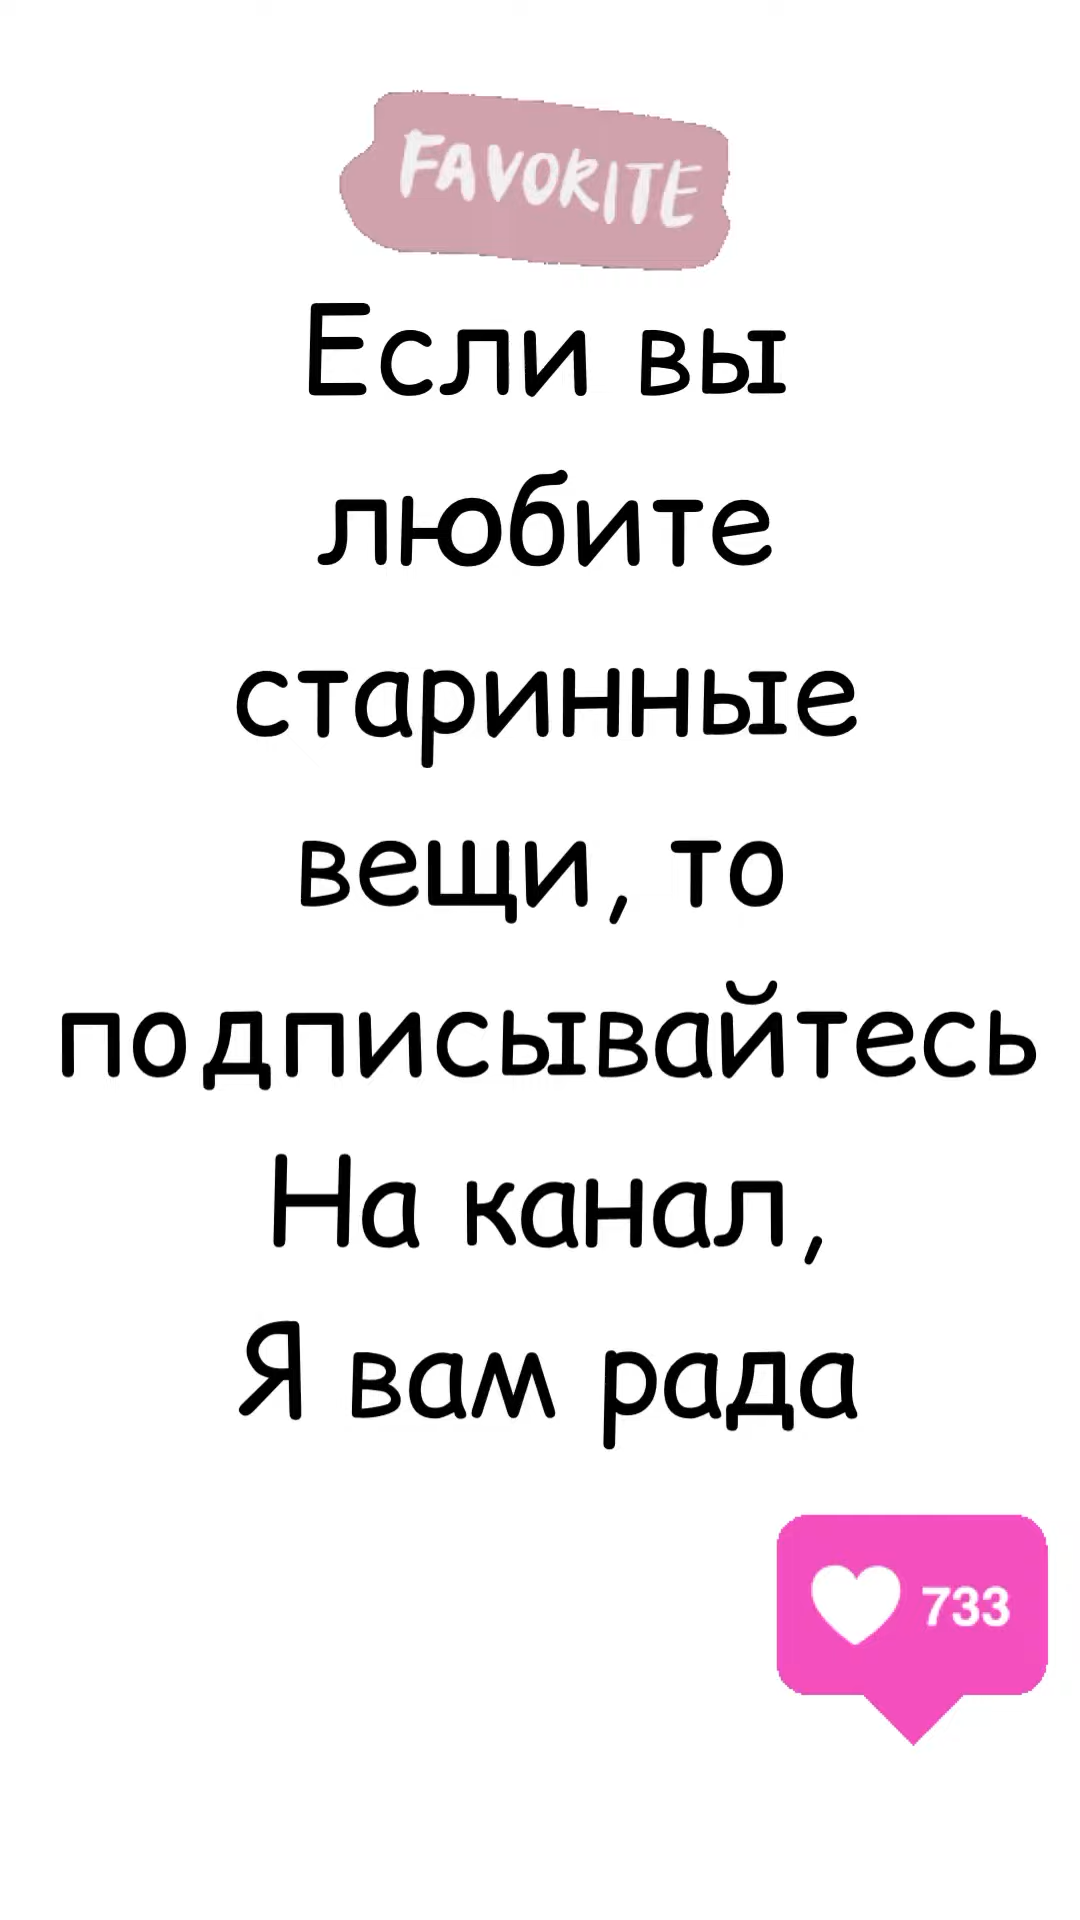 FAVORITE
Если вы
любите
старинные
вещи, то
подписывайтесь
На канал,
Я вам рада
733